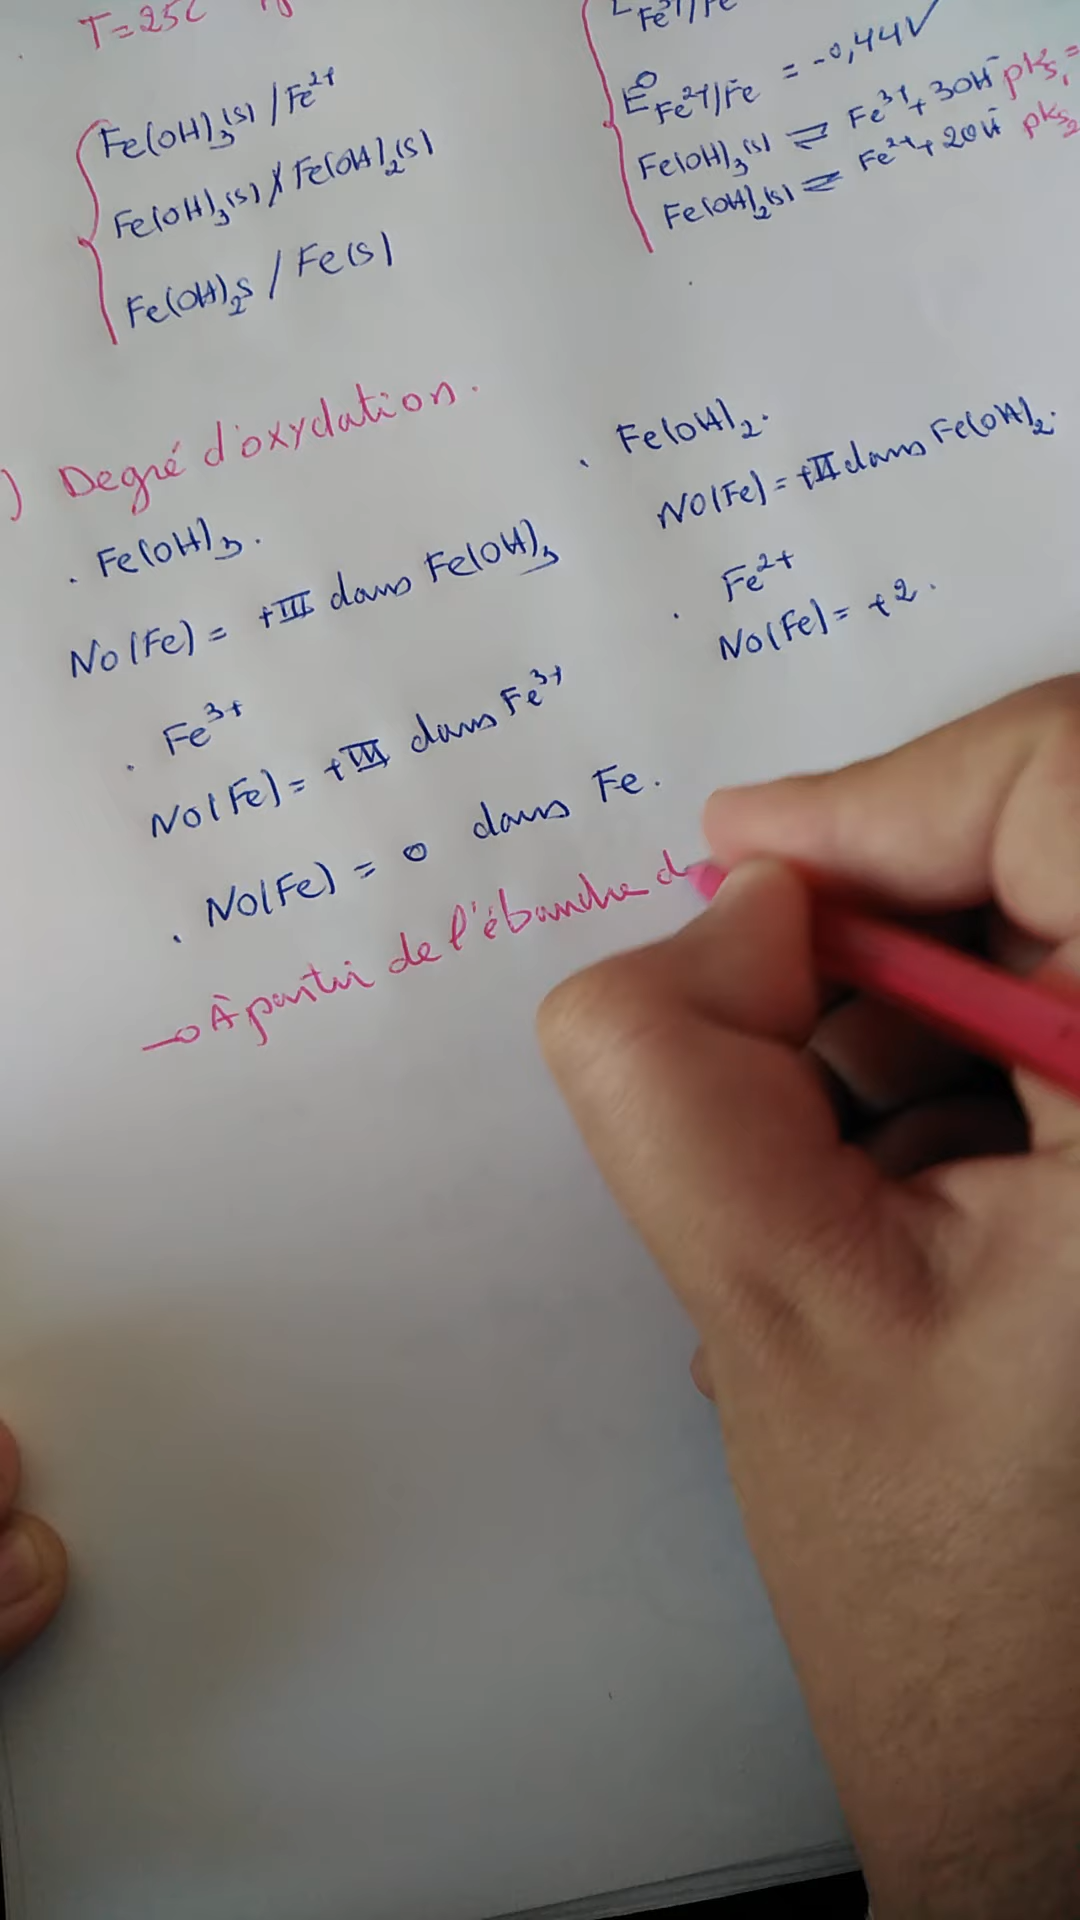 T=25C
Fe(OH)₃(s) / Fe²⁺
Fe(OH)₃(s) / Fe(OH)₂(s)
Fe(OH)₂s / Fe(s)
E°Fe²⁺/Fe = -0,44V
Fe(OH)₃(s) ⇌ Fe³⁺ + 3OH⁻ pks₁ =
Fe(OH)₂(s) ⇌ Fe²⁺ + 2OH⁻ pks₂
) Degré d'oxydation.
. Fe(OH)₃.
No(Fe) = +III dans Fe(OH)₃
. Fe³⁺
No(Fe) = +III dans Fe³⁺
. No(Fe) = 0 dans Fe.
. Fe(OH)₂.
NO(Fe) = +II dans Fe(OH)₂.
. Fe²⁺
No(Fe) = +2.
→ À partir de l'ébauche d